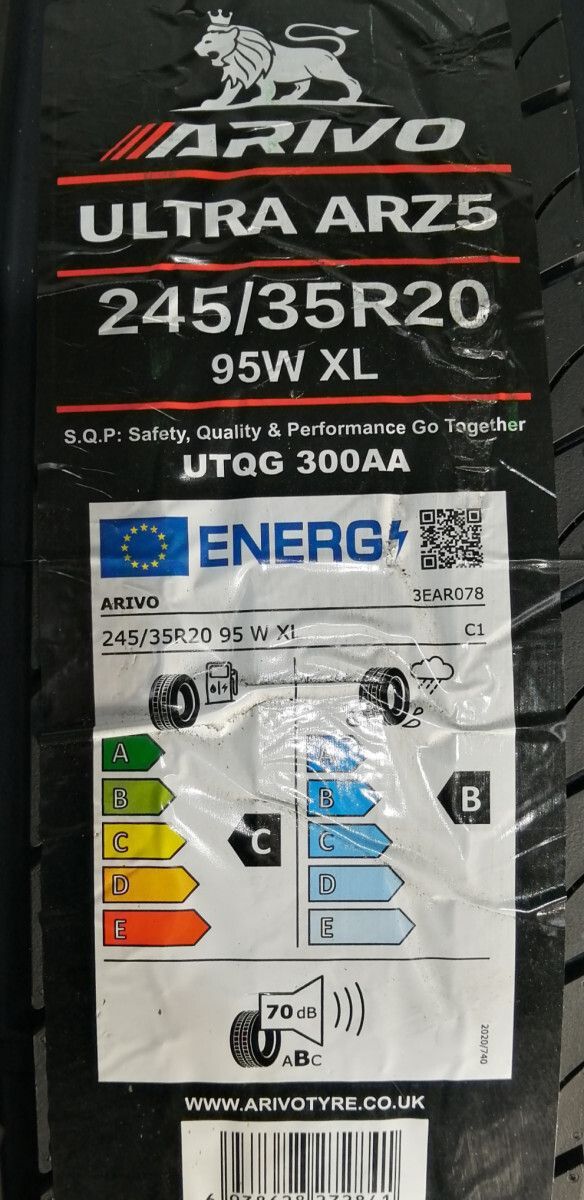 ARIVO
ULTRA ARZ5
245/35R20
95W XL
S.Q.P: Safety, Quality & Performance Go Together
UTQG 300AA
ENERG
ARIVO 3EAR078
245/35R20 95 W XL C1
A A
B B B
C C C
D D
E E
70 dB
ABC
2020/740
WWW.ARIVOTYRE.CO.UK